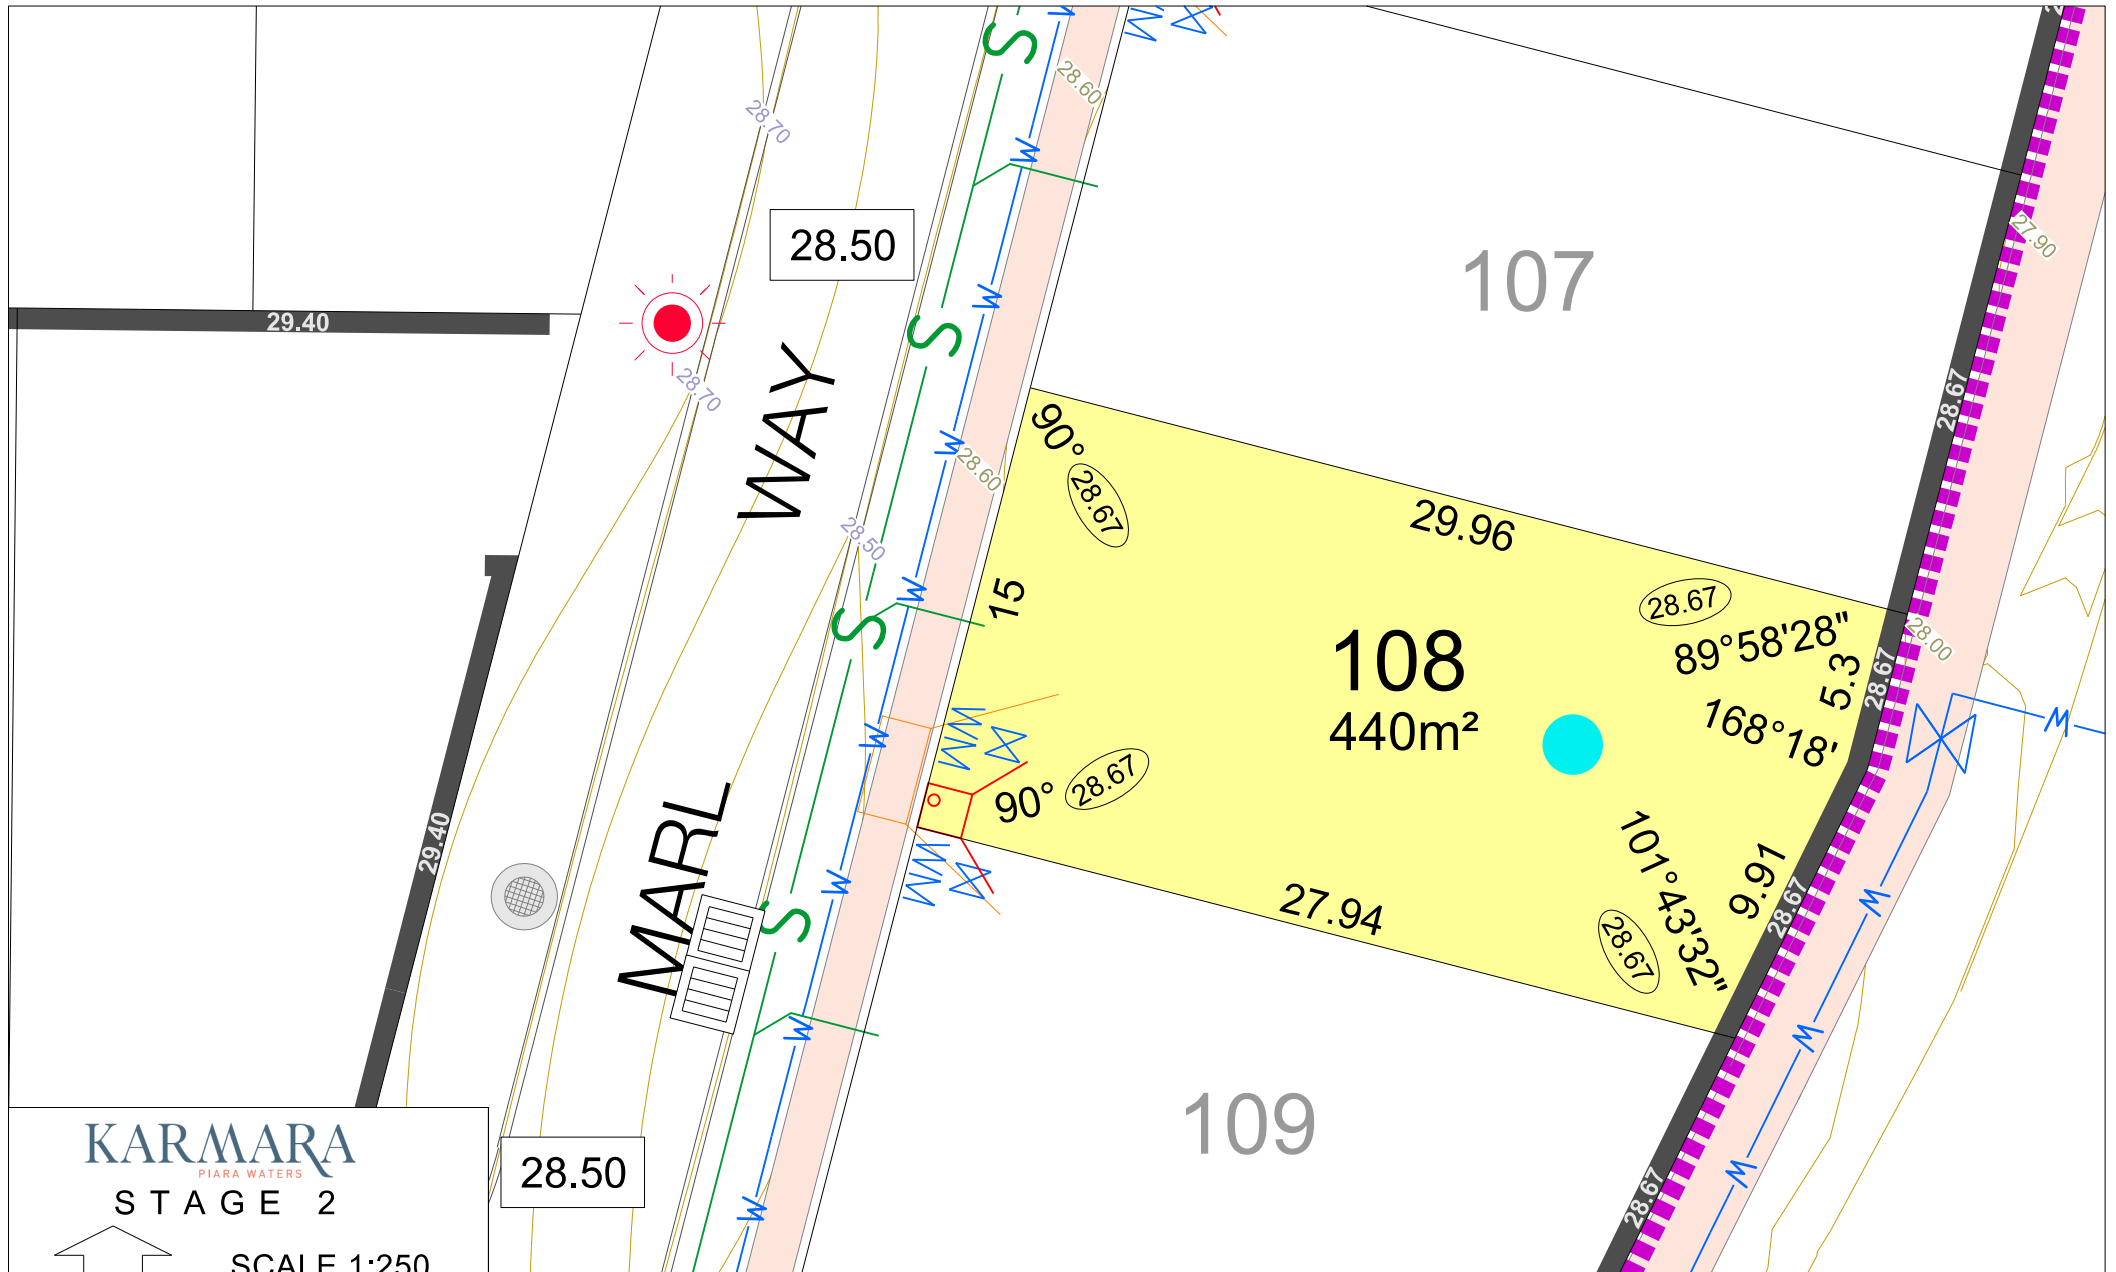 28.60
28.70
27.90
28.50
107
29.40
28.70
WAY
28.67
90°
28.67
28.60
28.50
29.96
15
28.67
89°58'28"
28.00
5.3
28.67
108
440m²
168°18'
90°
28.67
MARL
29.40
101°43'32"
9.91
28.67
28.67
27.94
109
28.50
28.67
KARMARA
PIARA WATERS
STAGE 2
SCALE 1:250
S
S
S
S
W
W
W
W
W
W
W
W
W
W
W
W
W
W